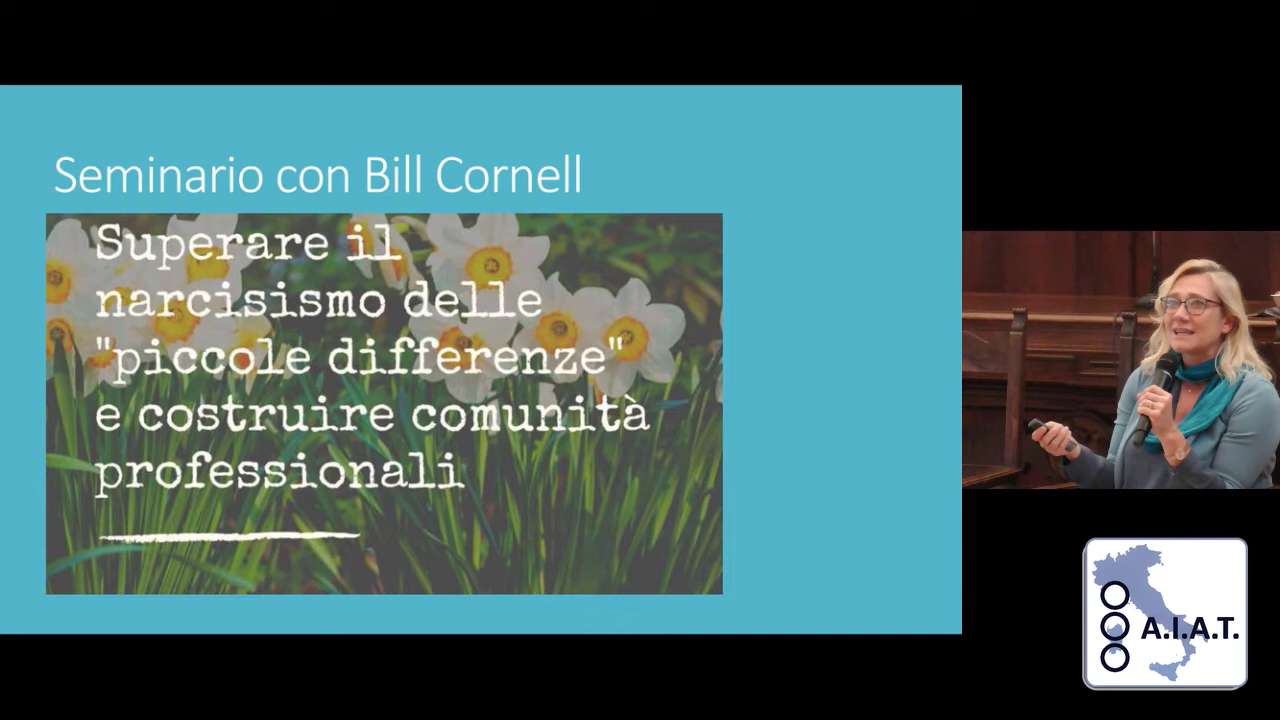 Seminario con Bill Cornell
Superare il
narcisismo delle
"piccole differenze"
e costruire comunità
professionali
A.I.A.T.